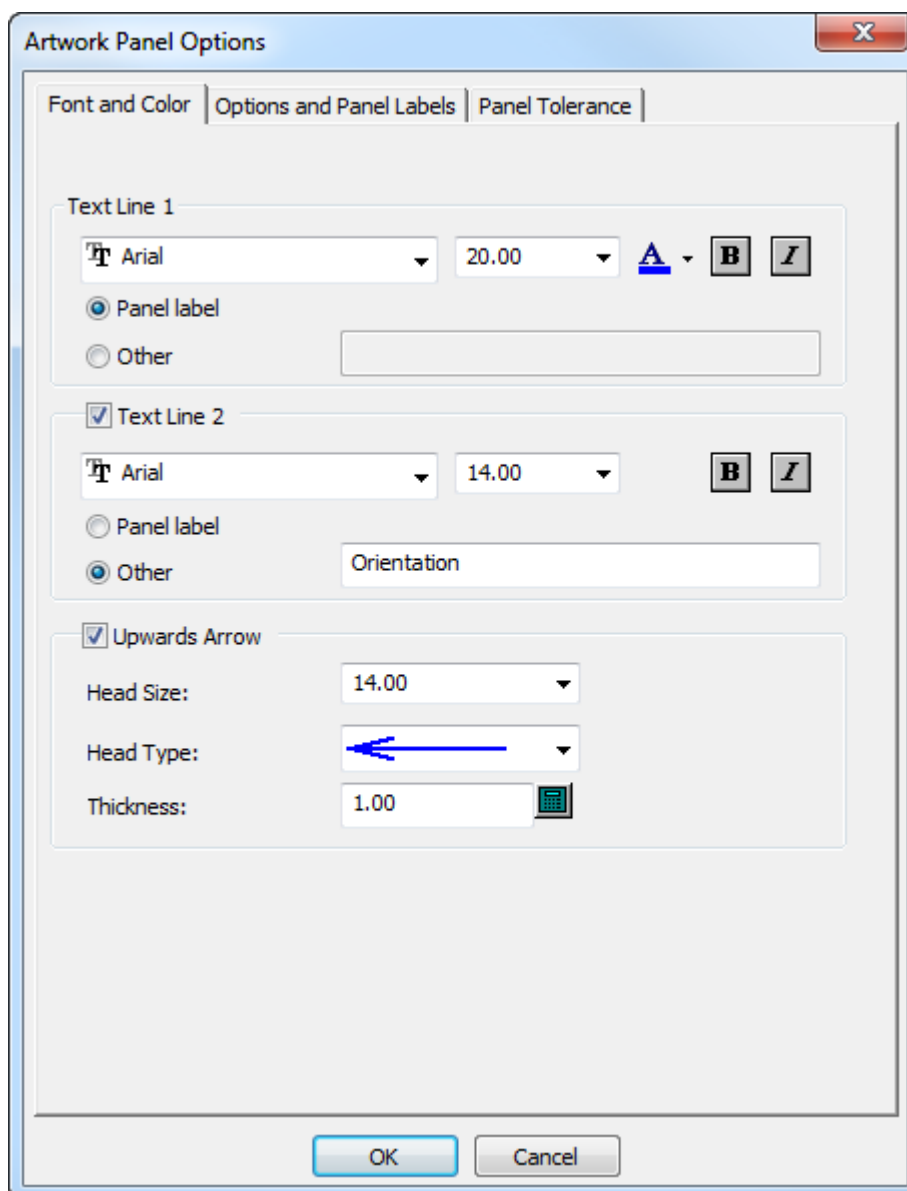 Artwork Panel Options
Font and Color Options and Panel Labels Panel Tolerance
Text Line 1
Arial 20.00 A B I
Panel label
Other
Text Line 2
Arial 14.00 B I
Panel label
Other Orientation
Upwards Arrow
Head Size: 14.00
Head Type:
Thickness: 1.00
OK Cancel